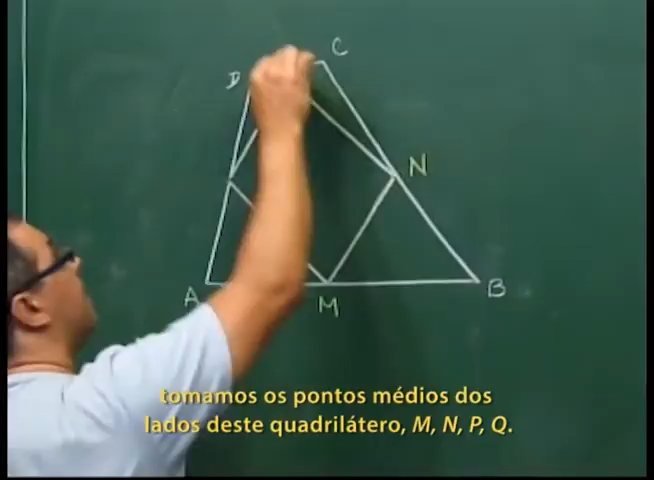 C
D
N
A
M
B
tomamos os pontos médios dos
lados deste quadrilátero, M, N, P, Q.